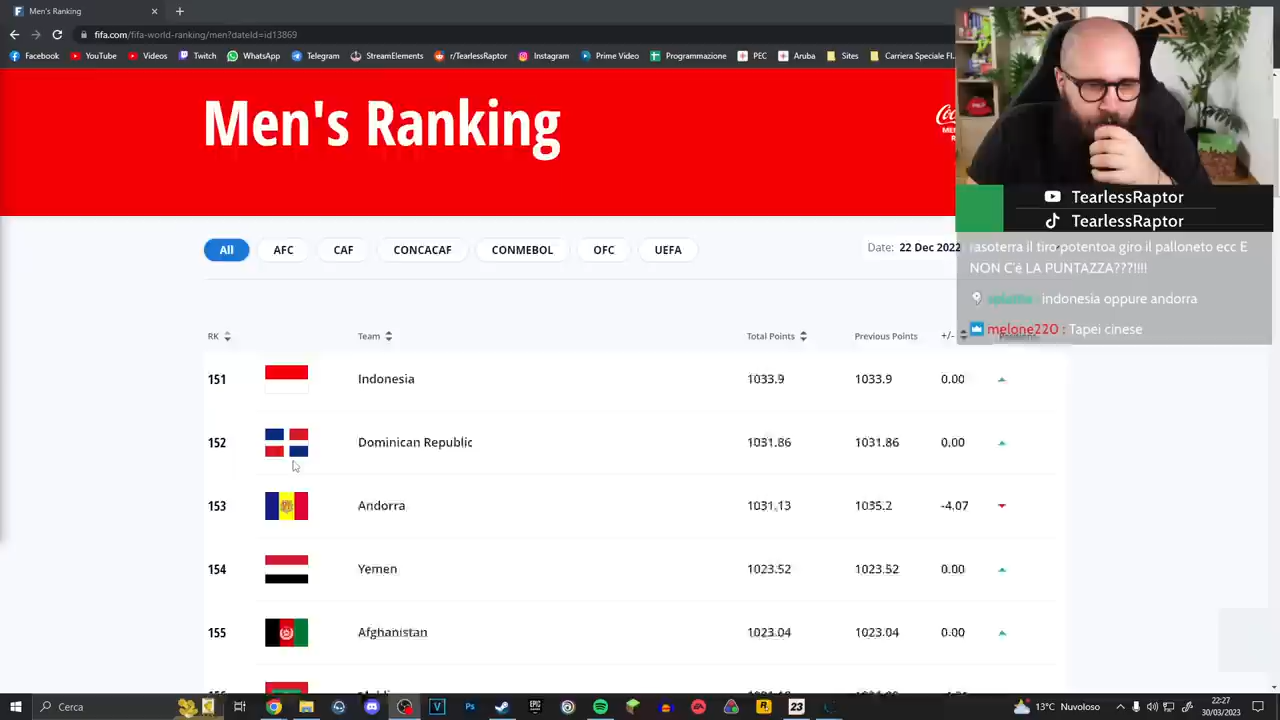 Men's Ranking
fifa.com/fifa-world-ranking/men?dateId=id13869
Facebook YouTube Videos Twitch WhatsApp Telegram StreamElements r/TearlessRaptor Instagram Prime Video Programmazione PEC Aruba Sites Carriera Speciale
Men's Ranking
All AFC CAF CONCACAF CONMEBOL OFC UEFA Date: 22 Dec 2022
RK Team Total Points Previous Points +/-
151 Indonesia 1033.9 1033.9 0.00
152 Dominican Republic 1031.86 1031.86 0.00
153 Andorra 1031.13 1035.2 -4.07
154 Yemen 1023.52 1023.52 0.00
155 Afghanistan 1023.04 1023.04 0.00
TearlessRaptor
TearlessRaptor
rasoterra il tiro potentoa giro il palloneto ecc E
NON C'è LA PUNTAZZA???!!!!
indonesia oppure andorra
melone220 : Tapei cinese
Cerca
23
13°C Nuvoloso
22:27
30/03/2023